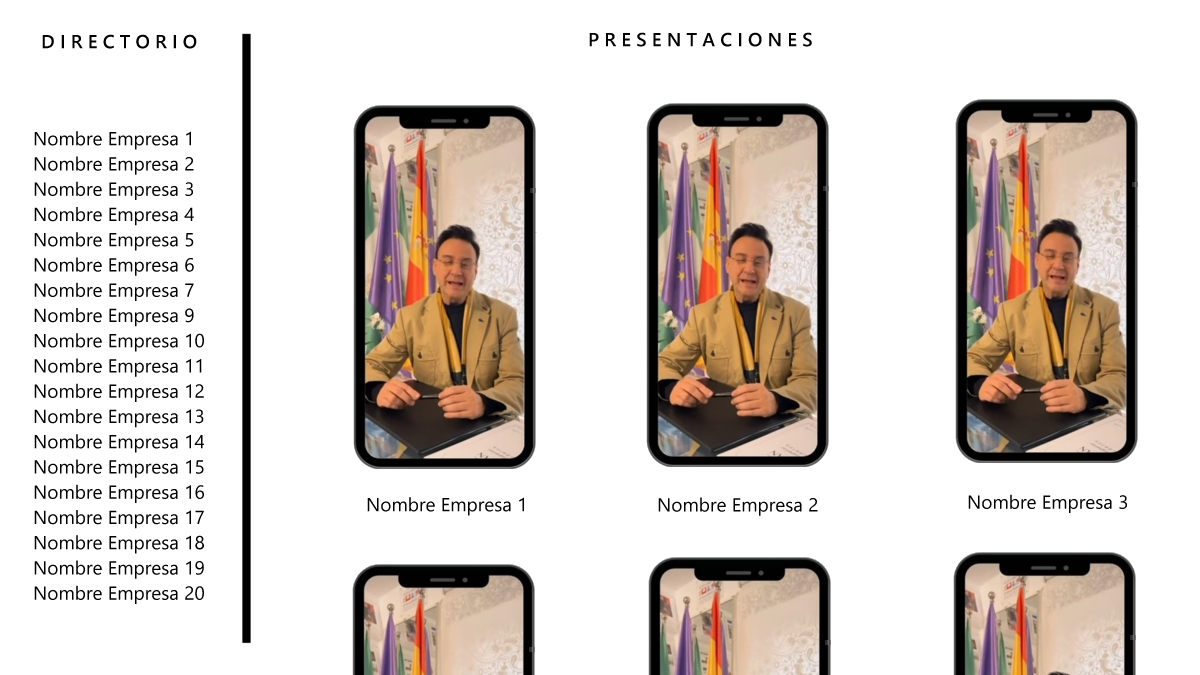 DIRECTORIO
Nombre Empresa 1
Nombre Empresa 2
Nombre Empresa 3
Nombre Empresa 4
Nombre Empresa 5
Nombre Empresa 6
Nombre Empresa 7
Nombre Empresa 9
Nombre Empresa 10
Nombre Empresa 11
Nombre Empresa 12
Nombre Empresa 13
Nombre Empresa 14
Nombre Empresa 15
Nombre Empresa 16
Nombre Empresa 17
Nombre Empresa 18
Nombre Empresa 19
Nombre Empresa 20
PRESENTACIONES
Nombre Empresa 1
Nombre Empresa 2
Nombre Empresa 3